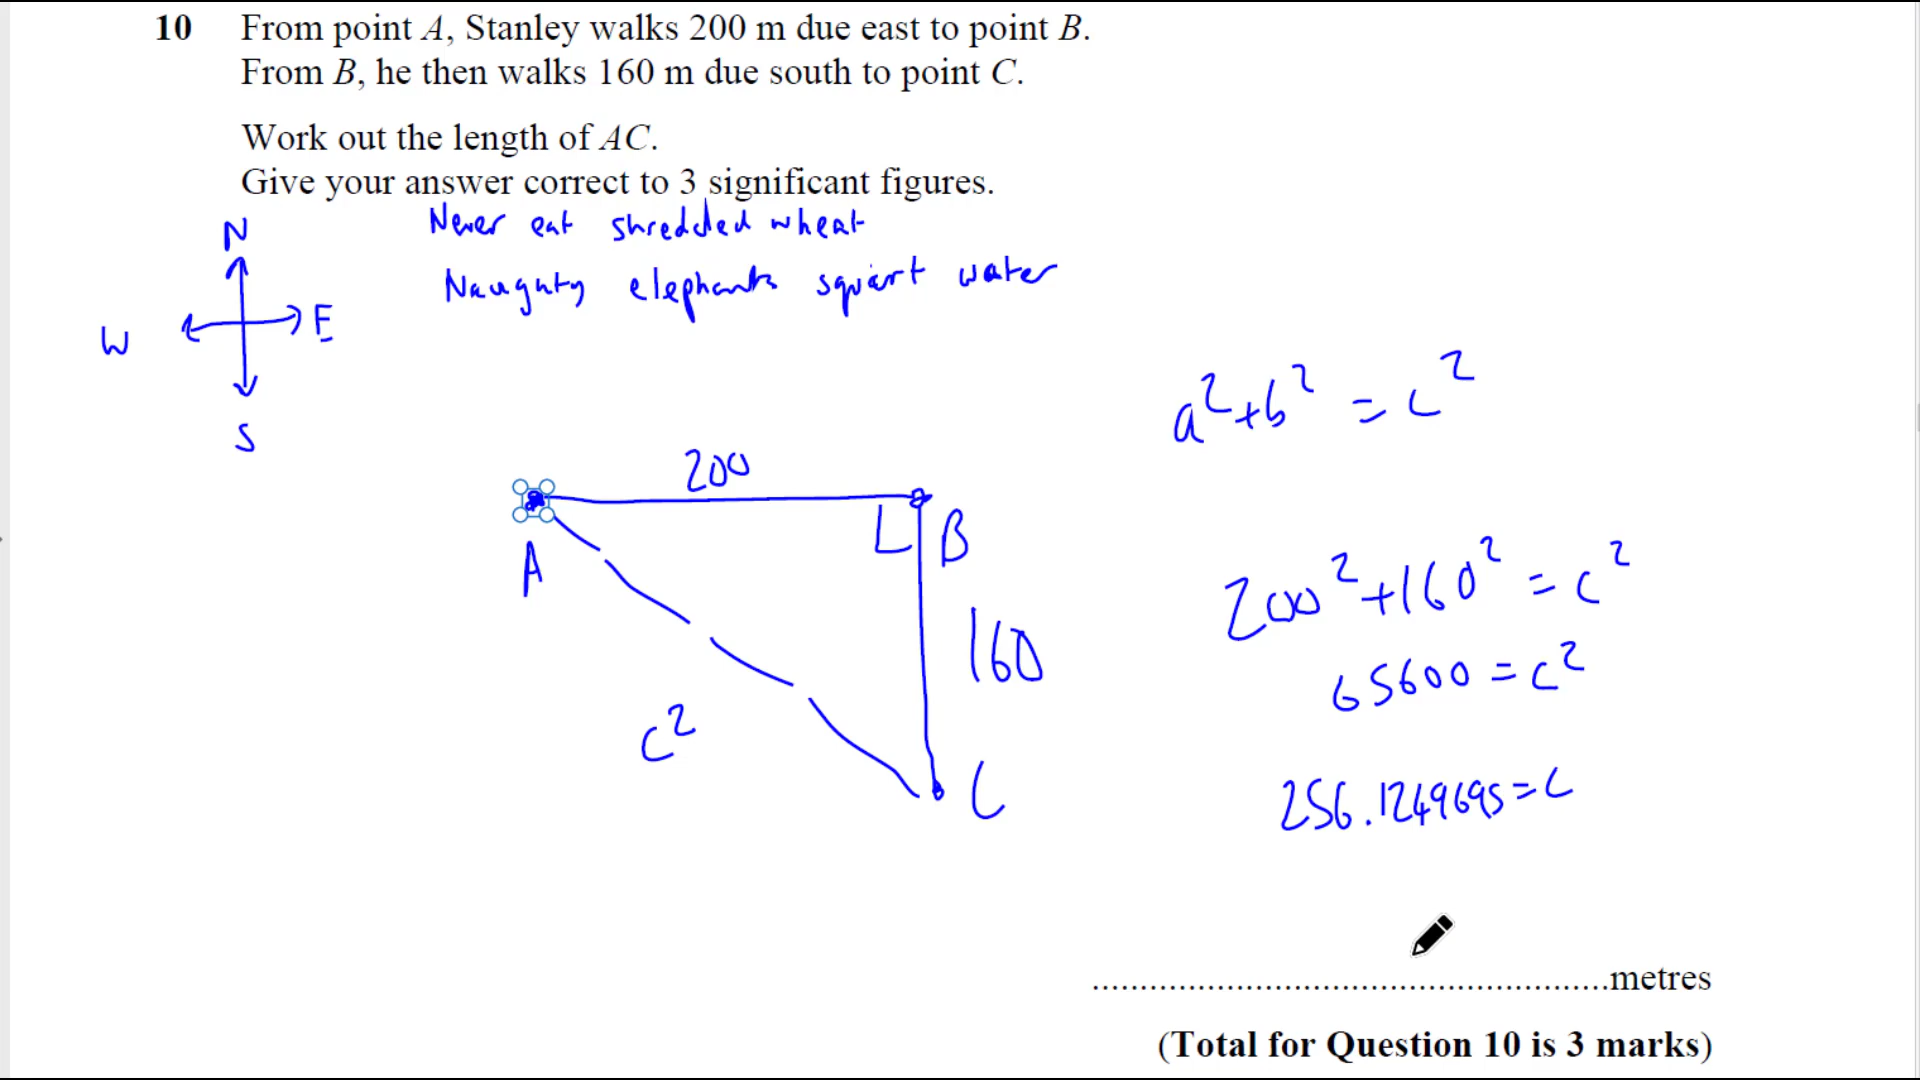 10 From point A, Stanley walks 200 m due east to point B.
From B, he then walks 160 m due south to point C.
Work out the length of AC.
Give your answer correct to 3 significant figures.
Never eat shredded wheat
Naughty elephants squirt water
N
W
E
S
a²+b² = c²
200
B
A
160
c²
C
200²+160² = c²
65600 = c²
256.1249695 = c
..................................................metres
(Total for Question 10 is 3 marks)